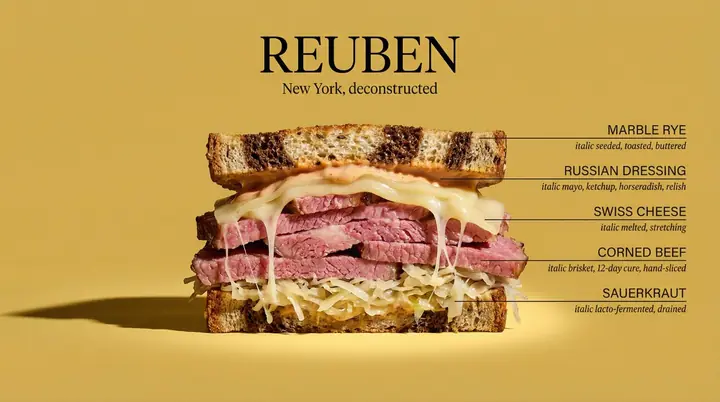 REUBEN
New York, deconstructed
MARBLE RYE
italic seeded, toasted, buttered
RUSSIAN DRESSING
italic mayo, ketchup, horseradish, relish
SWISS CHEESE
italic melted, stretching
CORNED BEEF
italic brisket, 12-day cure, hand-sliced
SAUERKRAUT
italic lacto-fermented, drained